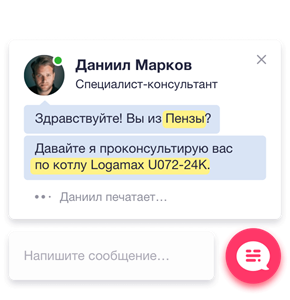 Даниил Марков
Специалист-консультант
Здравствуйте! Вы из Пензы?
Давайте я проконсультирую вас
по котлу Logamax U072-24K.
Даниил печатает...
Напишите сообщение...